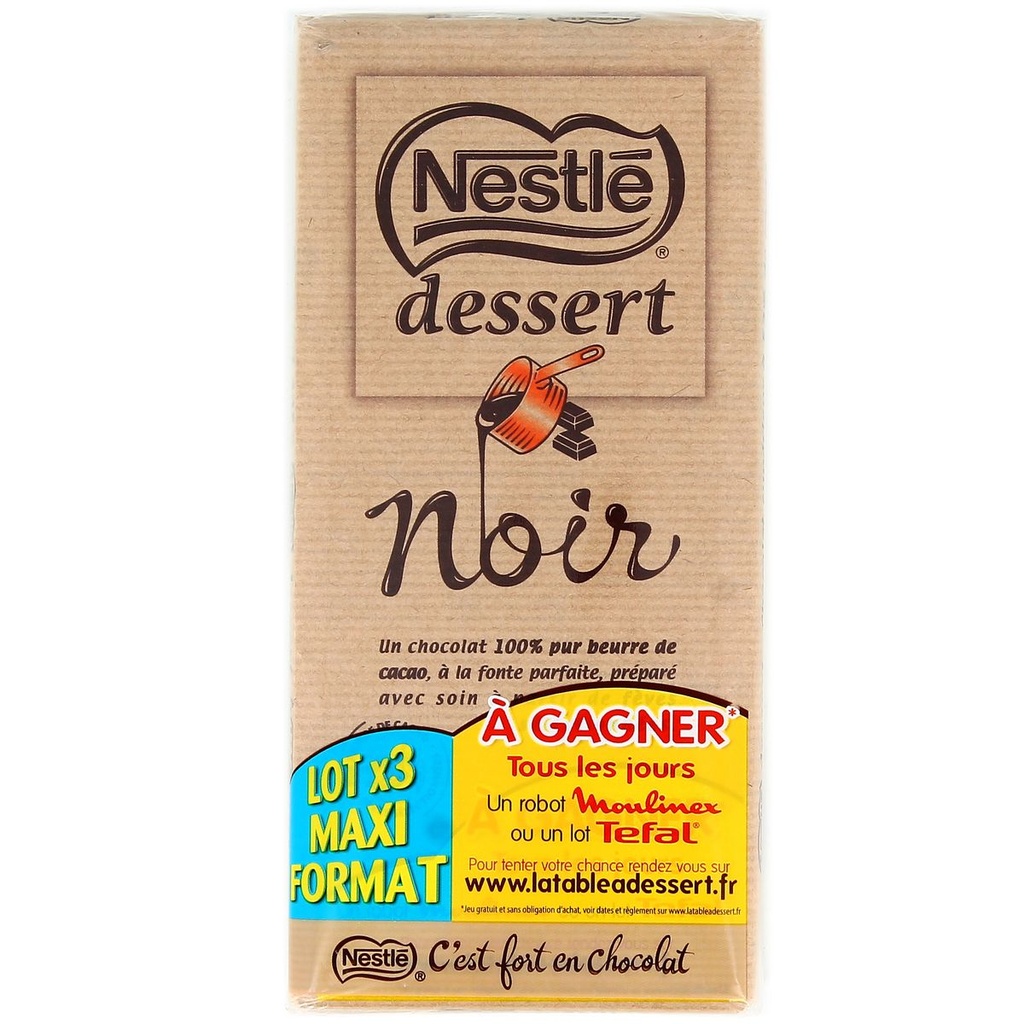 Nestlé
®
dessert
Noir
Un chocolat 100% pur beurre de
cacao, à la fonte parfaite, préparé
avec soin à
À GAGNER*
Tous les jours
Un robot Moulinex
ou un lot Tefal®
Pour tenter votre chance rendez vous sur
www.latableadessert.fr
*Jeu gratuit et sans obligation d'achat, voir dates et règlement sur www.latableadessert.fr
LOT x3
MAXI
FORMAT
Nestlé® C'est fort en Chocolat